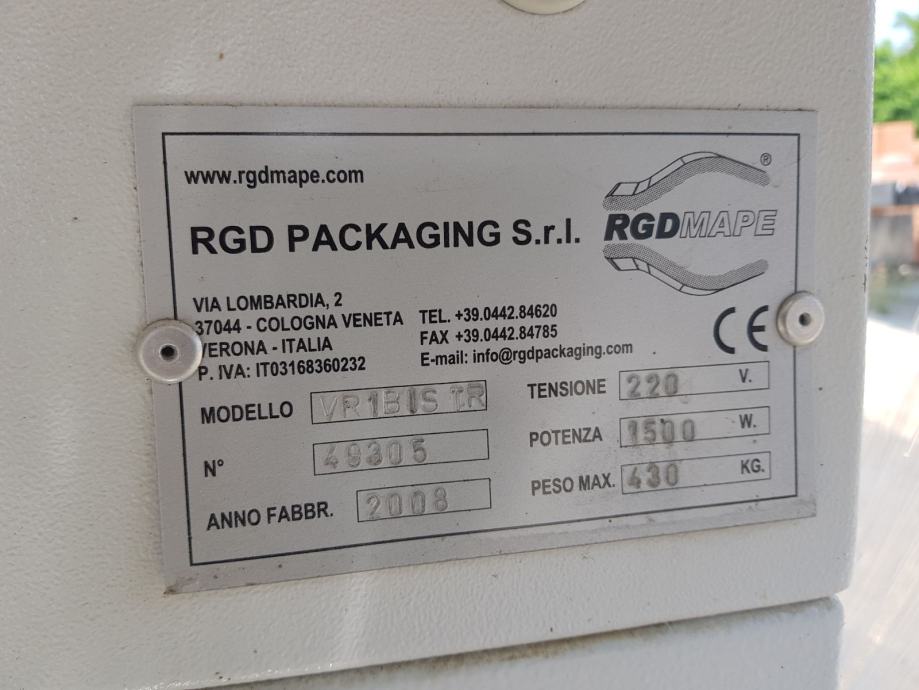 www.rgdmape.com
®
RGD PACKAGING S.r.l.
RGDMAPE
VIA LOMBARDIA, 2
37044 - COLOGNA VENETA
VERONA - ITALIA
P. IVA: IT03168360232
TEL. +39.0442.84620
FAX +39.0442.84785
E-mail: info@rgdpackaging.com
CE
MODELLO VR1BIS IR
N° 49305
ANNO FABBR. 2008
TENSIONE 220 V.
POTENZA 1500 W.
PESO MAX. 430 KG.